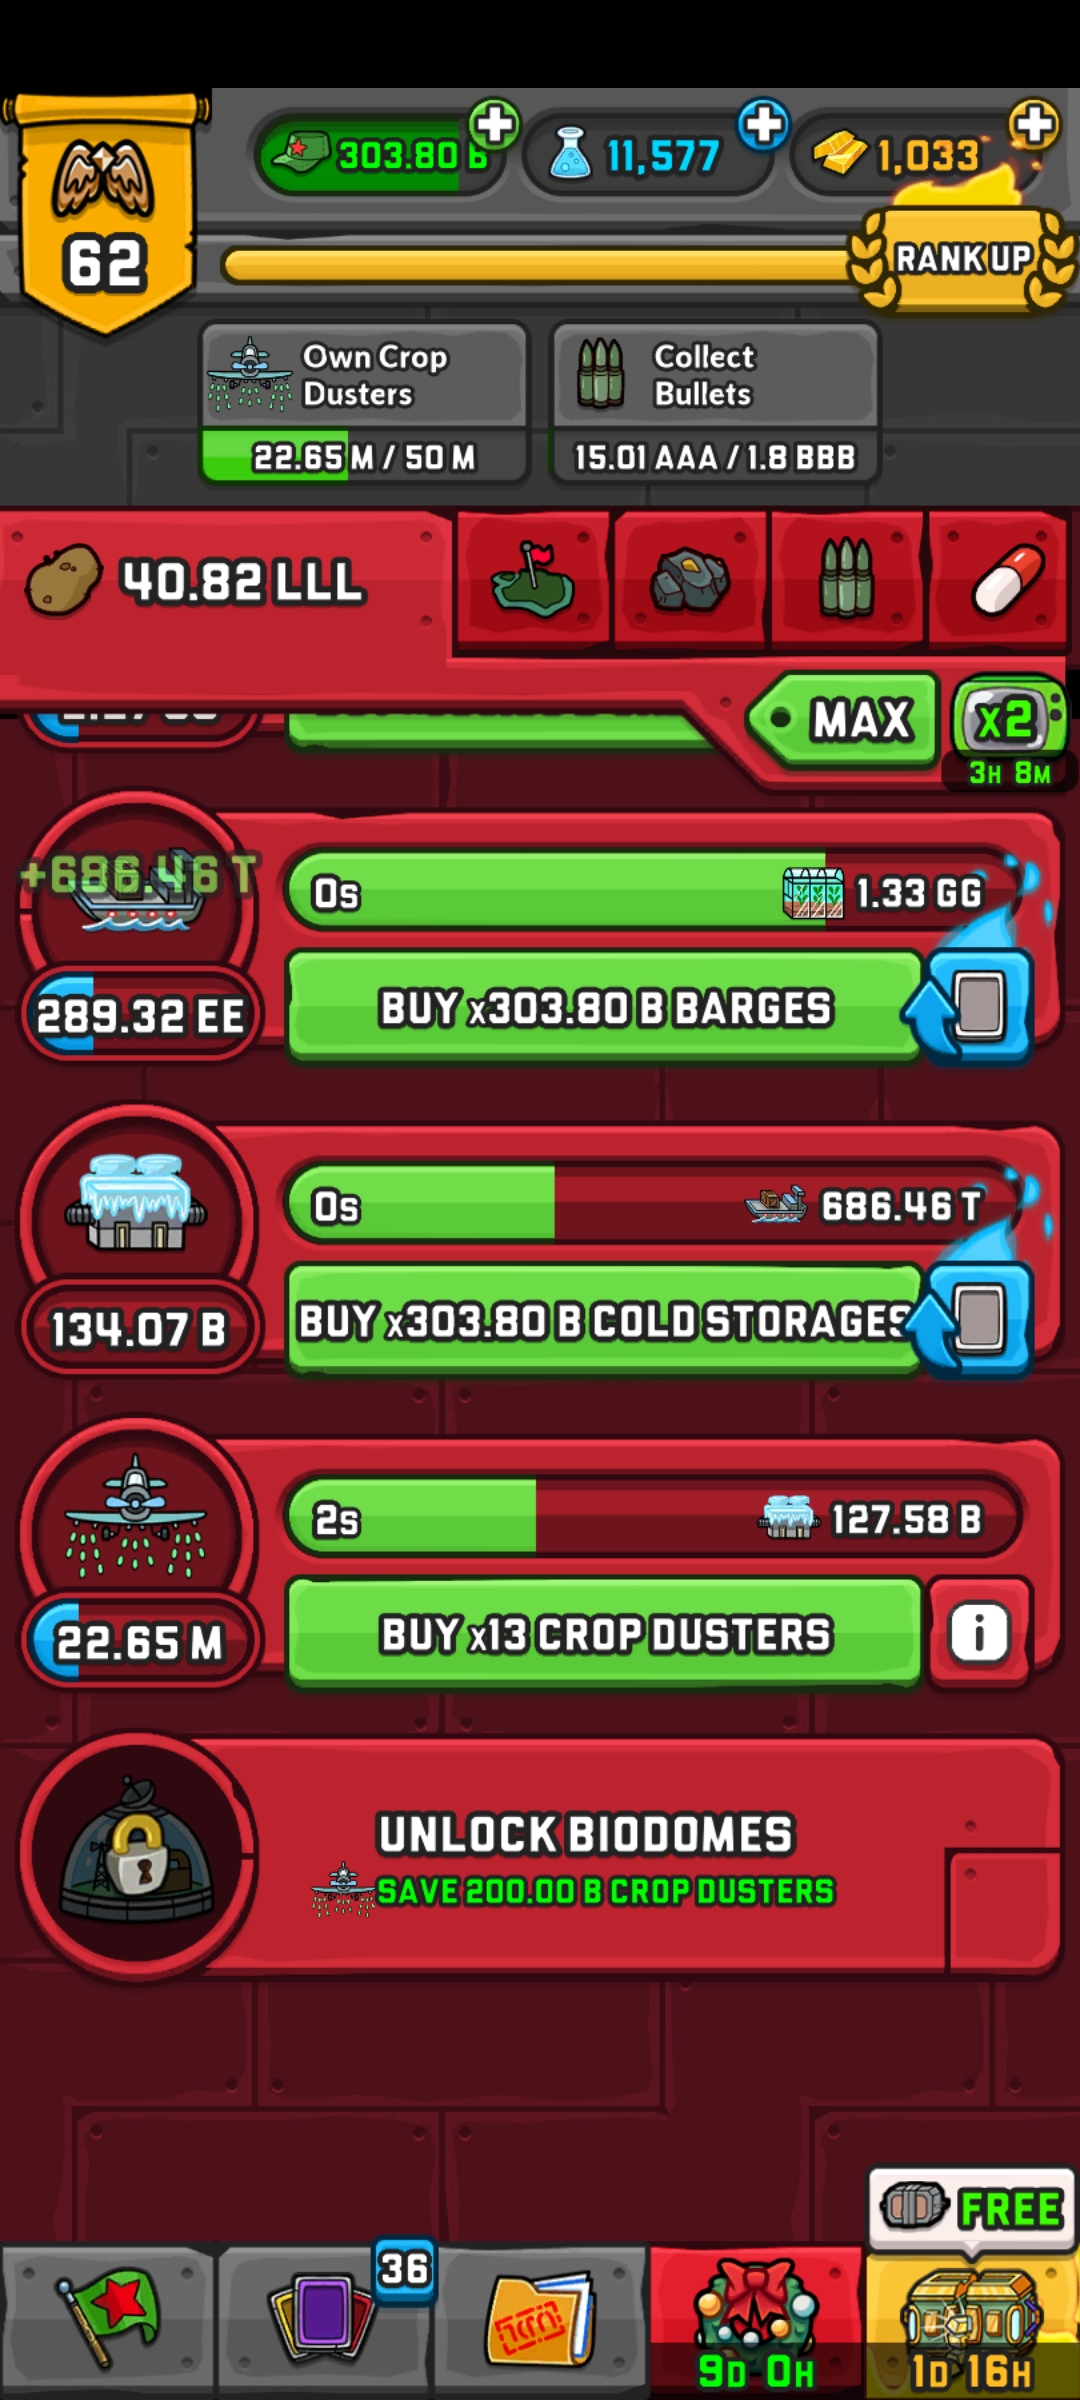 303.80 B
11,577
1,033
62
RANK UP
Own Crop
Dusters
22.65 M / 50 M
Collect
Bullets
15.01 AAA / 1.8 BBB
40.82 LLL
MAX
x2
3H 8M
+686.46 T
0s
1.33 GG
289.32 EE
BUY x303.80 B BARGES
0s
686.46 T
134.07 B
BUY x303.80 B COLD STORAGES
2s
127.58 B
22.65 M
BUY x13 CROP DUSTERS
i
UNLOCK BIODOMES
SAVE 200.00 B CROP DUSTERS
FREE
36
9D 0H
1D 16H